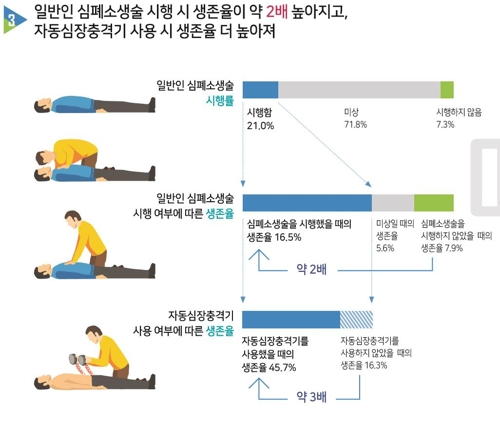 3
일반인 심폐소생술 시행 시 생존율이 약 2배 높아지고,
자동심장충격기 사용 시 생존율 더 높아져
일반인 심폐소생술
시행률
시행함
21.0%
미상
71.8%
시행하지 않음
7.3%
일반인 심폐소생술
시행 여부에 따른 생존율
심폐소생술을 시행했을 때의
생존율 16.5%
미상일 때의
생존율
5.6%
심폐소생술을
시행하지 않았을 때의
생존율 7.9%
약 2배
자동심장충격기
사용 여부에 따른 생존율
자동심장충격기를
사용했을 때의
생존율 45.7%
자동심장충격기를
사용하지 않았을 때의
생존율 16.3%
약 3배